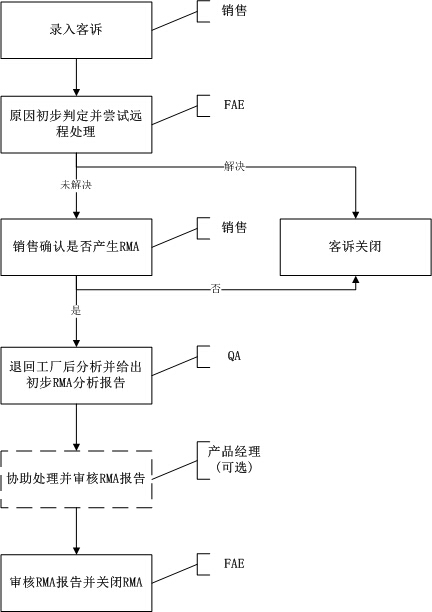 录入客诉
销售
原因初步判定并尝试远
程处理
FAE
解决
未解决
销售确认是否产生RMA
销售
客诉关闭
否
是
退回工厂后分析并给出
初步RMA分析报告
QA
协助处理并审核RMA报告
产品经理
(可选)
审核RMA报告并关闭RMA
FAE